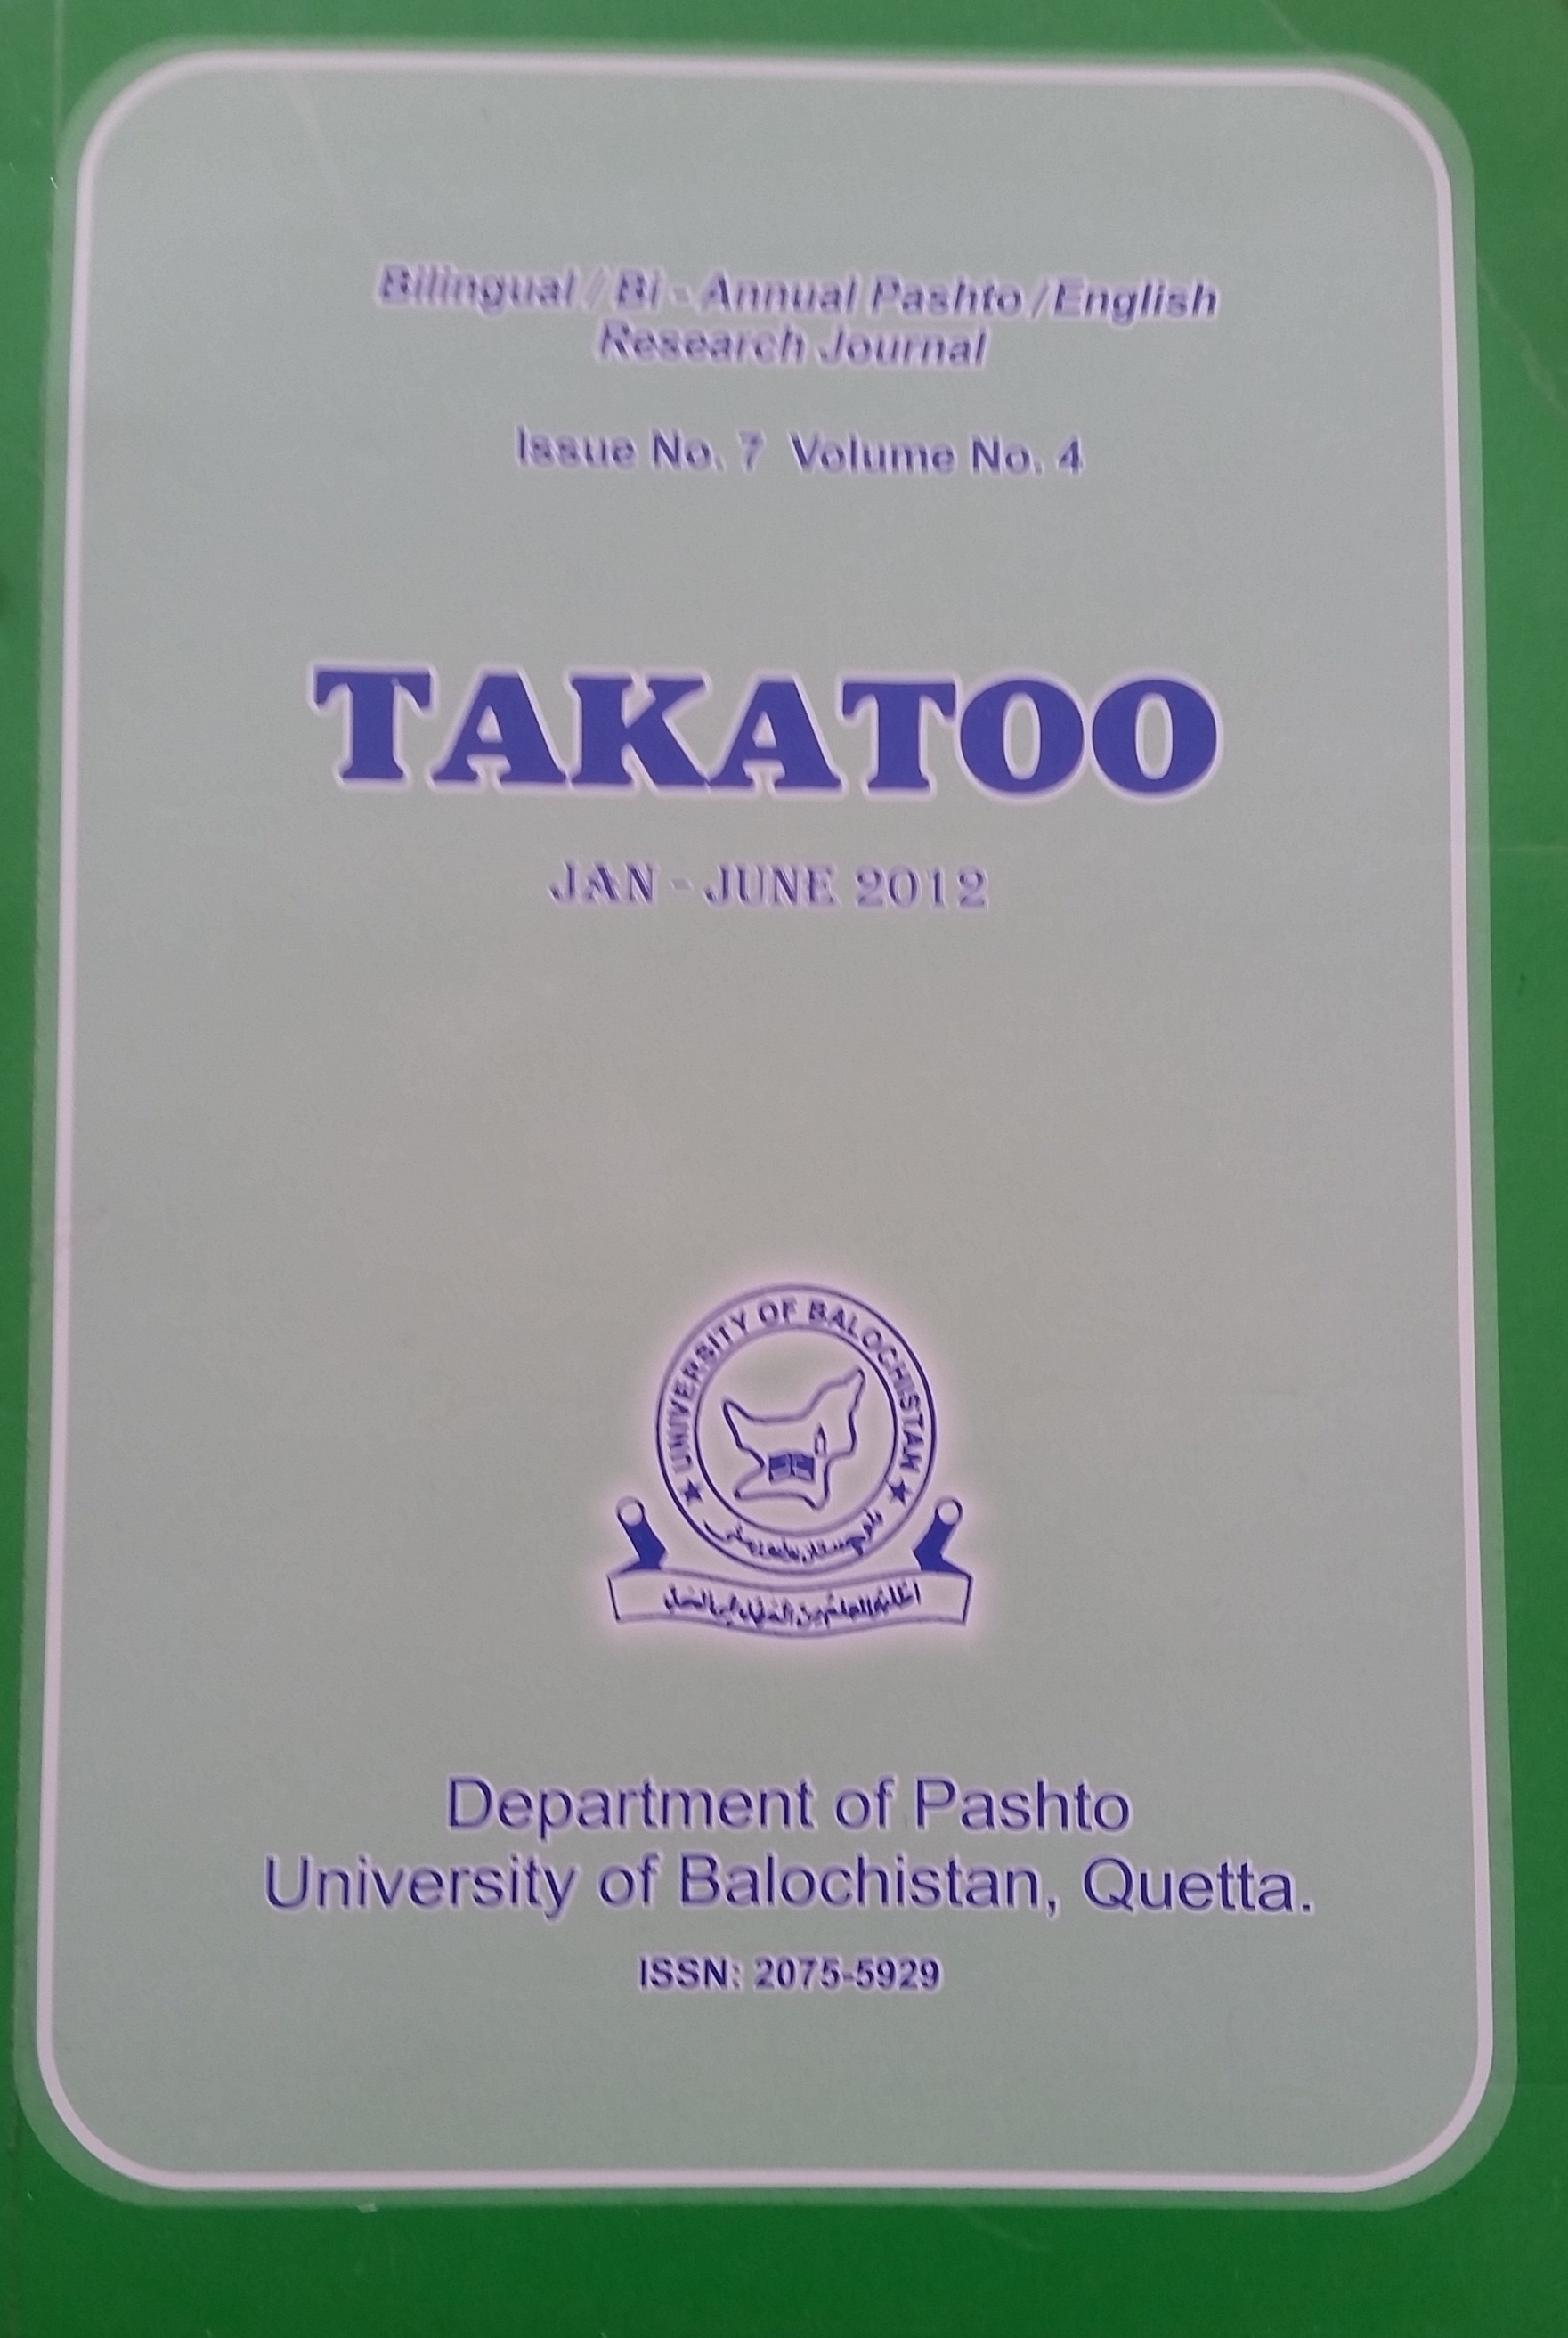 Bilingual / Bi - Annual Pashto / English
Research Journal
Issue No. 7 Volume No. 4
TAKATOO
JAN - JUNE 2012
UNIVERSITY OF BALOCHISTAN
Department of Pashto
University of Balochistan, Quetta.
ISSN: 2075-5929